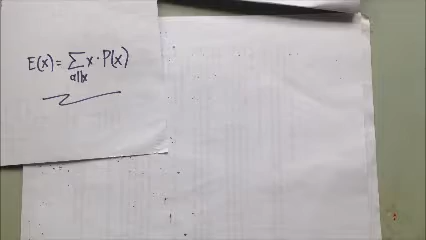 E(x) = ∑ x · P(x)
all x